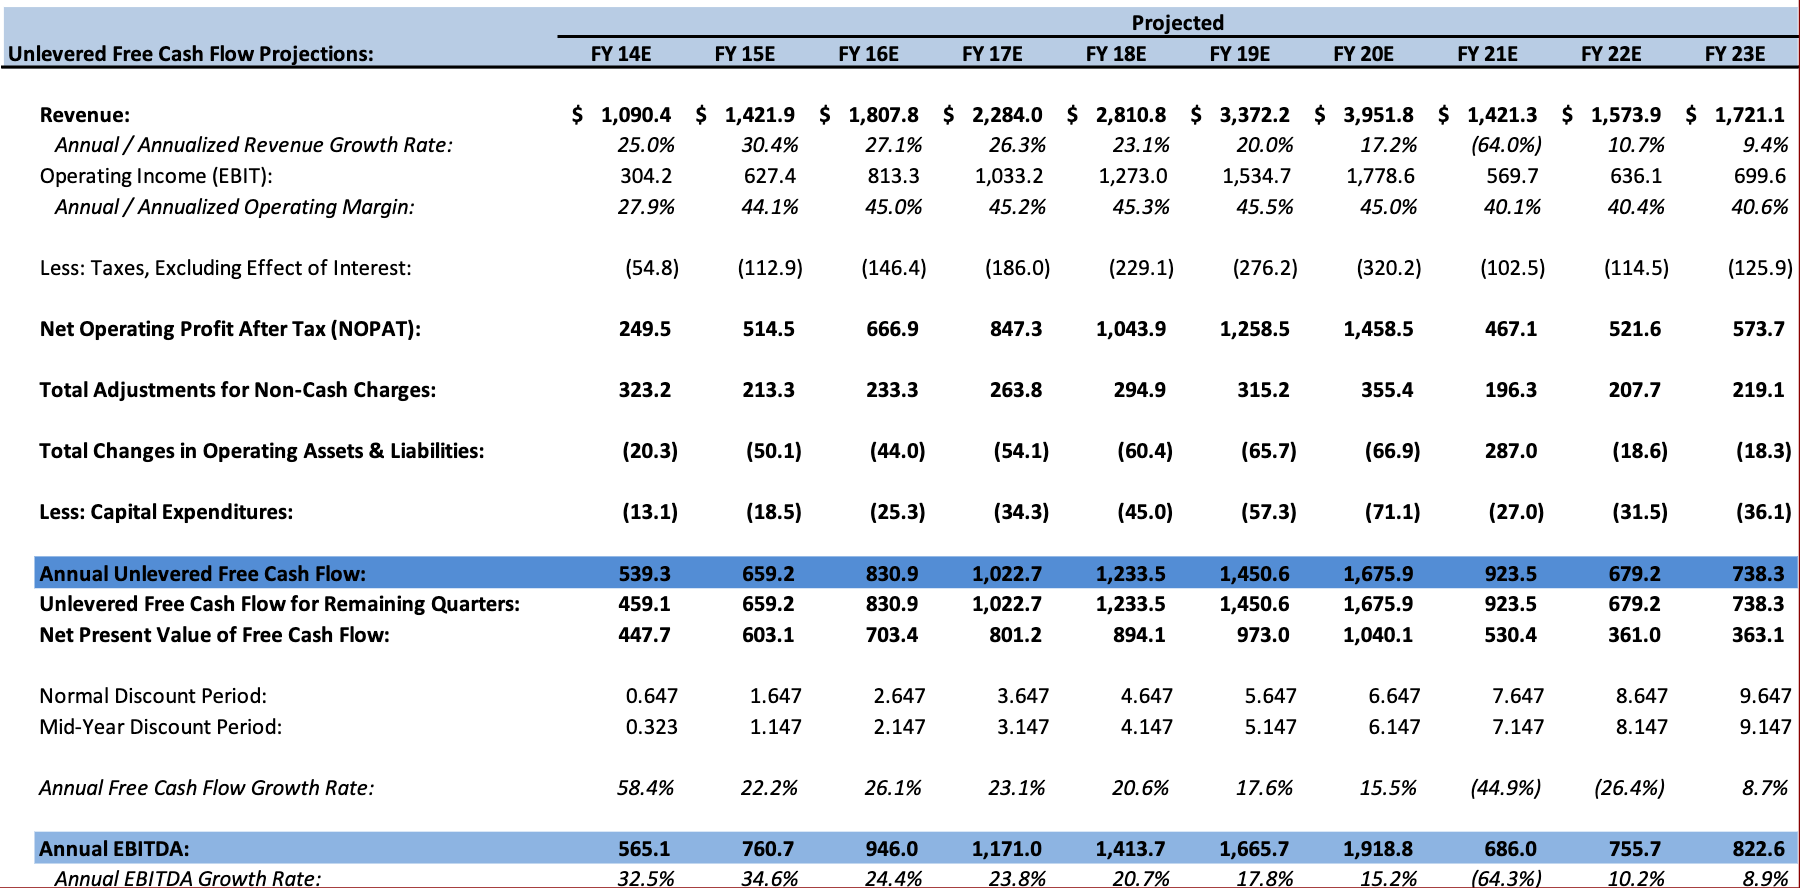 Projected
Unlevered Free Cash Flow Projections: FY 14E FY 15E FY 16E FY 17E FY 18E FY 19E FY 20E FY 21E FY 22E FY 23E
Revenue: $ 1,090.4 $ 1,421.9 $ 1,807.8 $ 2,284.0 $ 2,810.8 $ 3,372.2 $ 3,951.8 $ 1,421.3 $ 1,573.9 $ 1,721.1
Annual / Annualized Revenue Growth Rate: 25.0% 30.4% 27.1% 26.3% 23.1% 20.0% 17.2% (64.0%) 10.7% 9.4%
Operating Income (EBIT): 304.2 627.4 813.3 1,033.2 1,273.0 1,534.7 1,778.6 569.7 636.1 699.6
Annual / Annualized Operating Margin: 27.9% 44.1% 45.0% 45.2% 45.3% 45.5% 45.0% 40.1% 40.4% 40.6%
Less: Taxes, Excluding Effect of Interest: (54.8) (112.9) (146.4) (186.0) (229.1) (276.2) (320.2) (102.5) (114.5) (125.9)
Net Operating Profit After Tax (NOPAT): 249.5 514.5 666.9 847.3 1,043.9 1,258.5 1,458.5 467.1 521.6 573.7
Total Adjustments for Non-Cash Charges: 323.2 213.3 233.3 263.8 294.9 315.2 355.4 196.3 207.7 219.1
Total Changes in Operating Assets & Liabilities: (20.3) (50.1) (44.0) (54.1) (60.4) (65.7) (66.9) 287.0 (18.6) (18.3)
Less: Capital Expenditures: (13.1) (18.5) (25.3) (34.3) (45.0) (57.3) (71.1) (27.0) (31.5) (36.1)
Annual Unlevered Free Cash Flow: 539.3 659.2 830.9 1,022.7 1,233.5 1,450.6 1,675.9 923.5 679.2 738.3
Unlevered Free Cash Flow for Remaining Quarters: 459.1 659.2 830.9 1,022.7 1,233.5 1,450.6 1,675.9 923.5 679.2 738.3
Net Present Value of Free Cash Flow: 447.7 603.1 703.4 801.2 894.1 973.0 1,040.1 530.4 361.0 363.1
Normal Discount Period: 0.647 1.647 2.647 3.647 4.647 5.647 6.647 7.647 8.647 9.647
Mid-Year Discount Period: 0.323 1.147 2.147 3.147 4.147 5.147 6.147 7.147 8.147 9.147
Annual Free Cash Flow Growth Rate: 58.4% 22.2% 26.1% 23.1% 20.6% 17.6% 15.5% (44.9%) (26.4%) 8.7%
Annual EBITDA: 565.1 760.7 946.0 1,171.0 1,413.7 1,665.7 1,918.8 686.0 755.7 822.6
Annual EBITDA Growth Rate: 32.5% 34.6% 24.4% 23.8% 20.7% 17.8% 15.2% (64.3%) 10.2% 8.9%